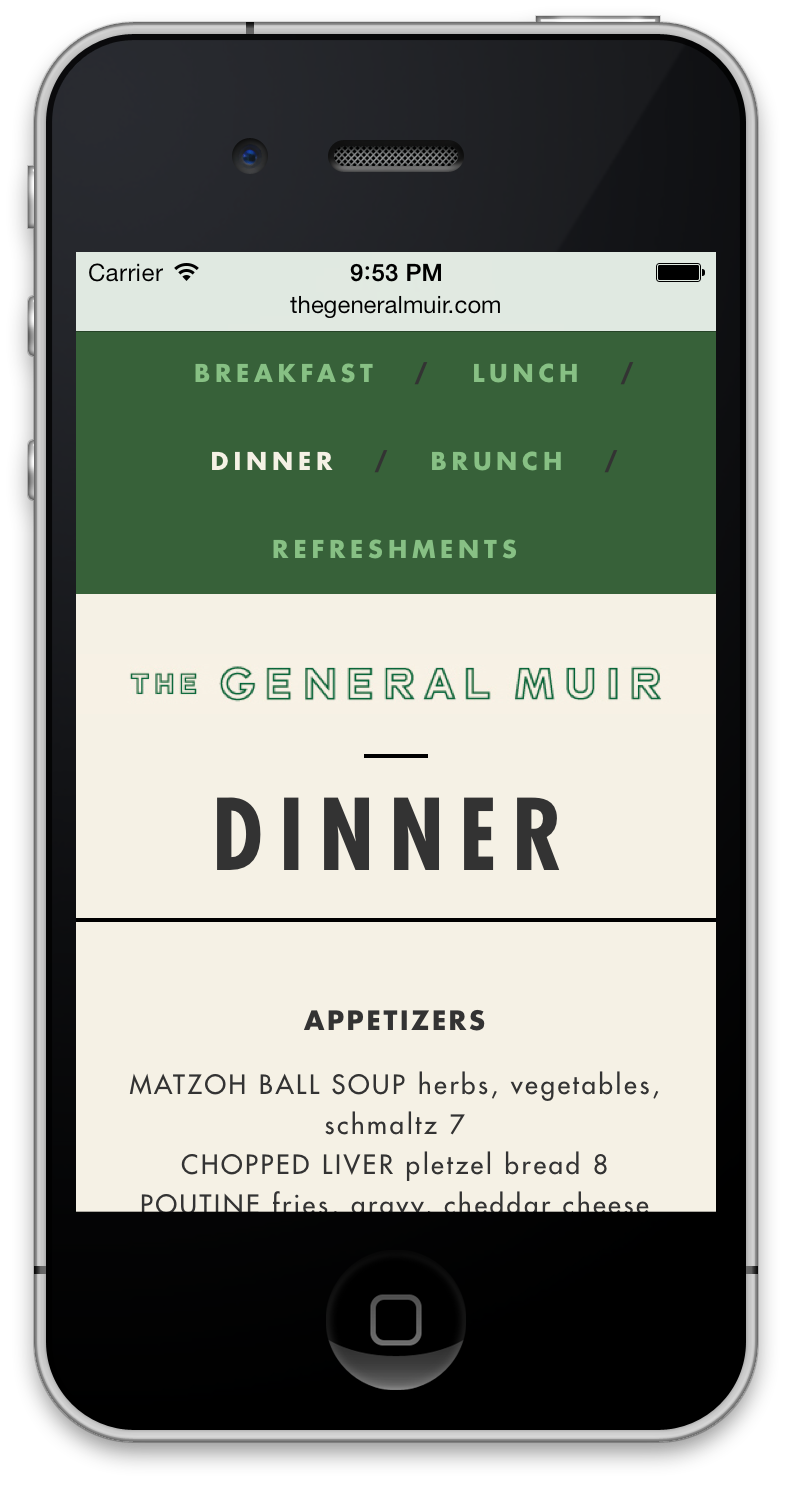 Carrier 9:53 PM
thegeneralmuir.com
BREAKFAST / LUNCH /
DINNER / BRUNCH /
REFRESHMENTS
THE GENERAL MUIR
DINNER
APPETIZERS
MATZOH BALL SOUP herbs, vegetables,
schmaltz 7
CHOPPED LIVER pletzel bread 8
POUTINE fries, gravy, cheddar cheese